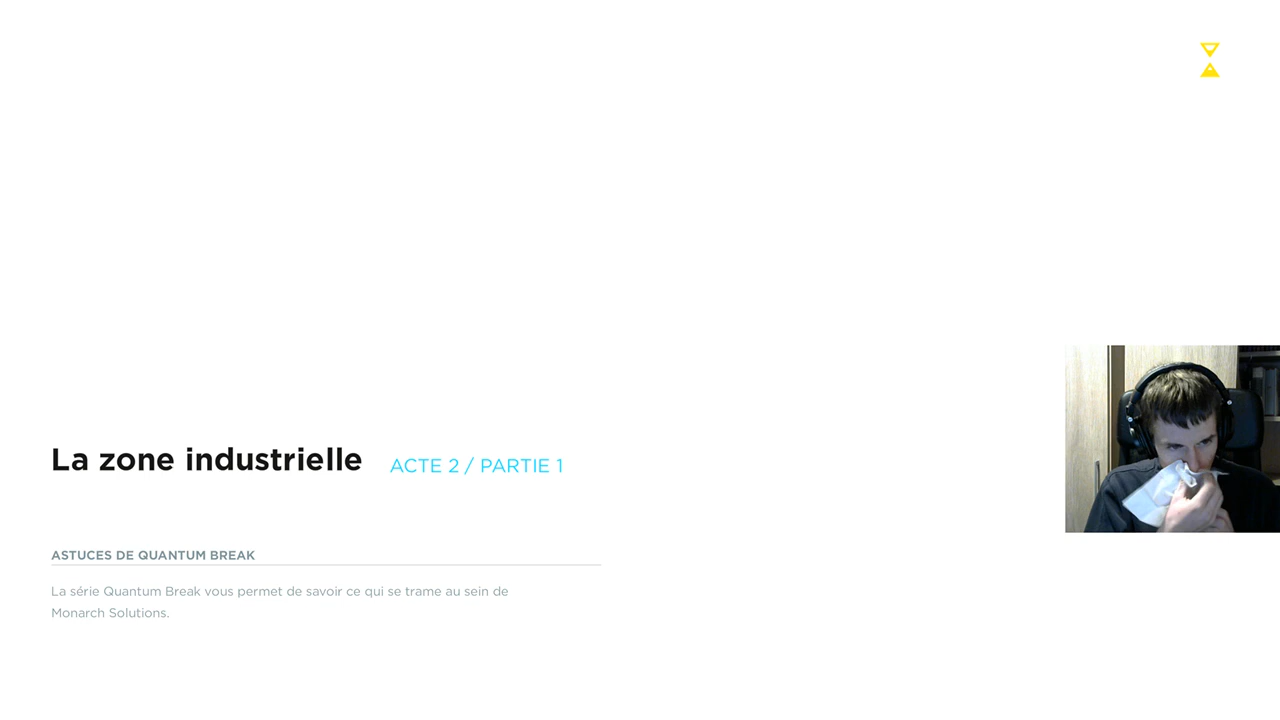 La zone industrielle ACTE 2 / PARTIE 1
ASTUCES DE QUANTUM BREAK
La série Quantum Break vous permet de savoir ce qui se trame au sein de
Monarch Solutions.